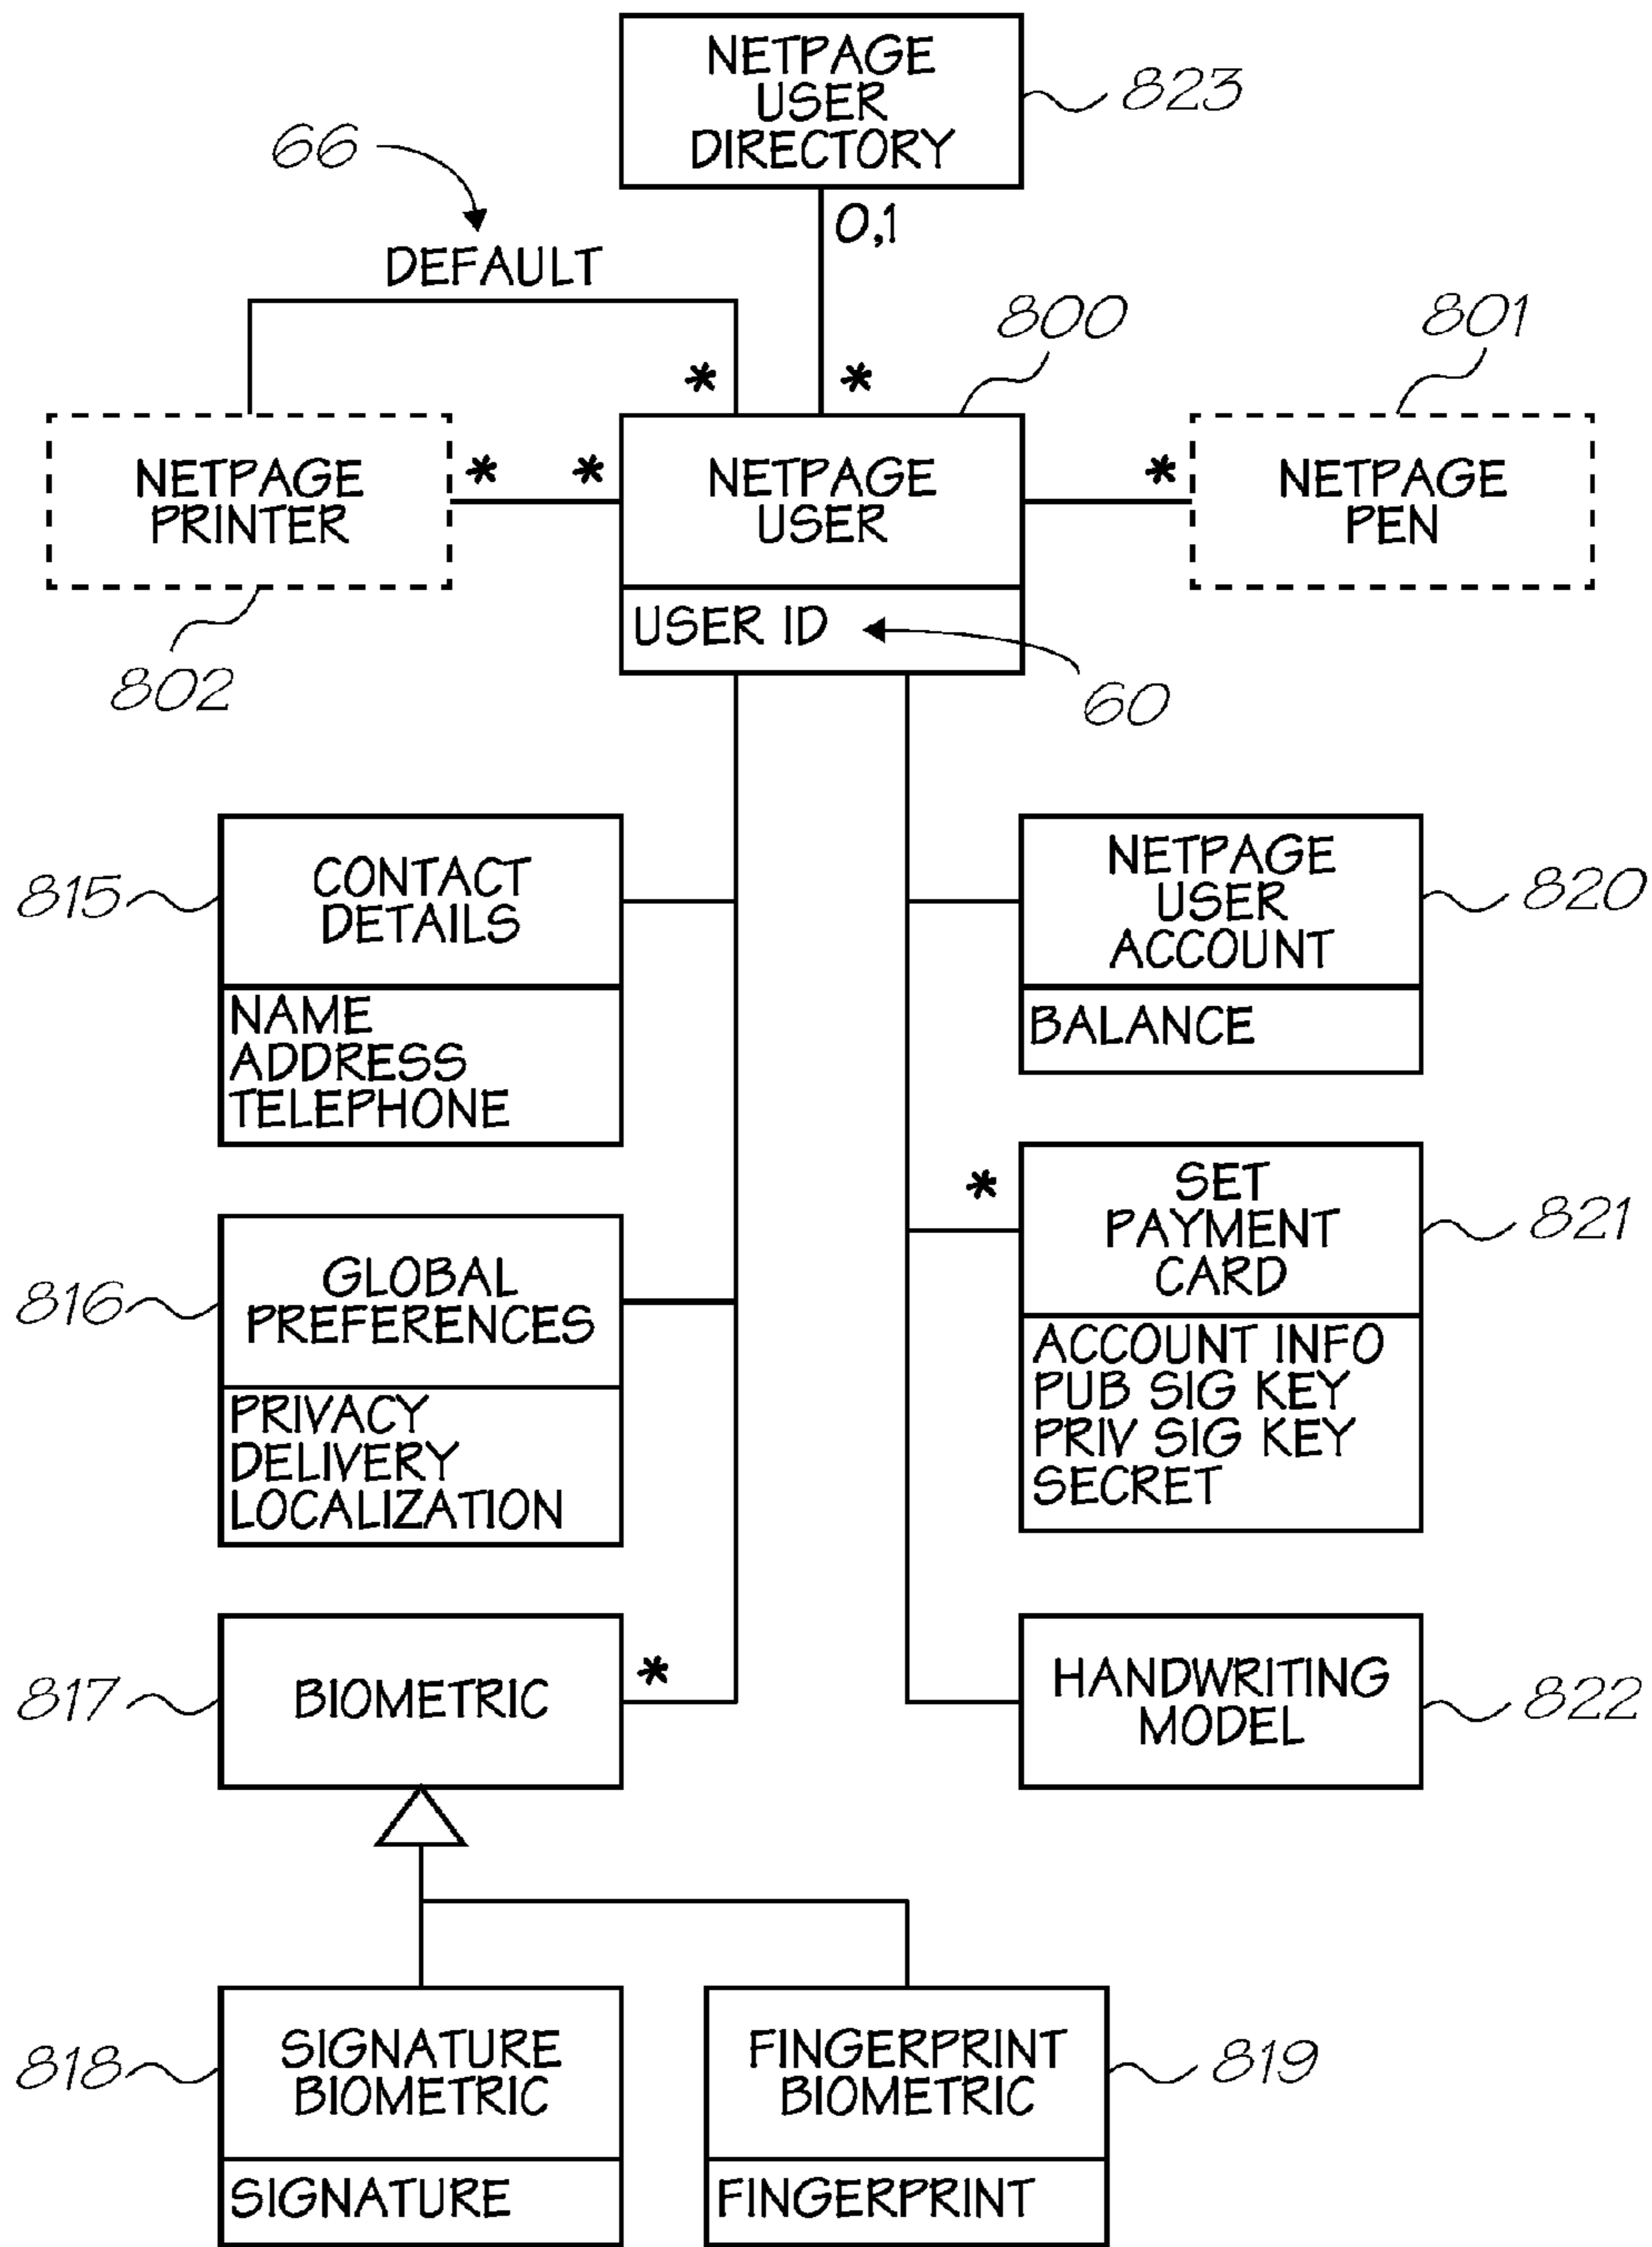 NETPAGE
USER
DIRECTORY
823
66
0,1
DEFAULT
800
801
*
*
NETPAGE
PRINTER
*
*
NETPAGE
USER
*
NETPAGE
PEN
USER ID
802
60
815
CONTACT
DETAILS
NAME
ADDRESS
TELEPHONE
NETPAGE
USER
ACCOUNT
820
BALANCE
816
GLOBAL
PREFERENCES
PRIVACY
DELIVERY
LOCALIZATION
*
SET
PAYMENT
CARD
821
ACCOUNT INFO
PUB SIG KEY
PRIV SIG KEY
SECRET
817
BIOMETRIC
*
HANDWRITING
MODEL
822
818
SIGNATURE
BIOMETRIC
SIGNATURE
FINGERPRINT
BIOMETRIC
819
FINGERPRINT